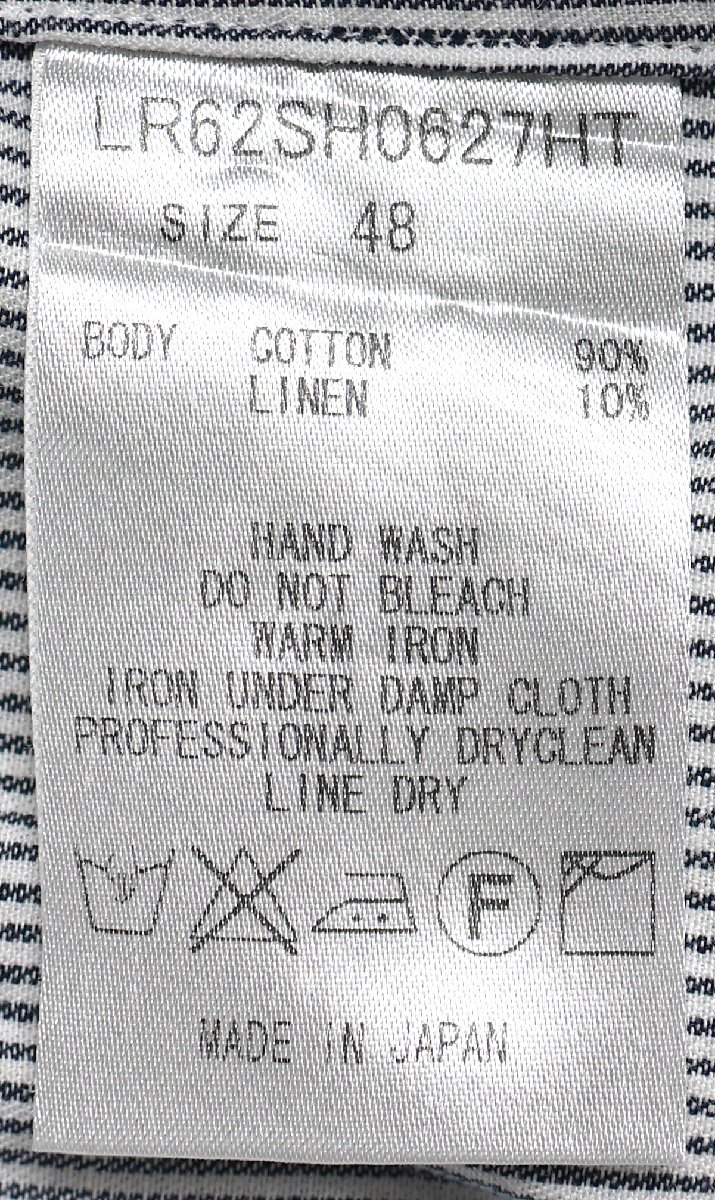 LR62SH0627HT
SIZE 48
BODY COTTON 90%
LINEN 10%
HAND WASH
DO NOT BLEACH
WARM IRON
IRON UNDER DAMP CLOTH
PROFESSIONALLY DRYCLEAN
LINE DRY
F
MADE IN JAPAN